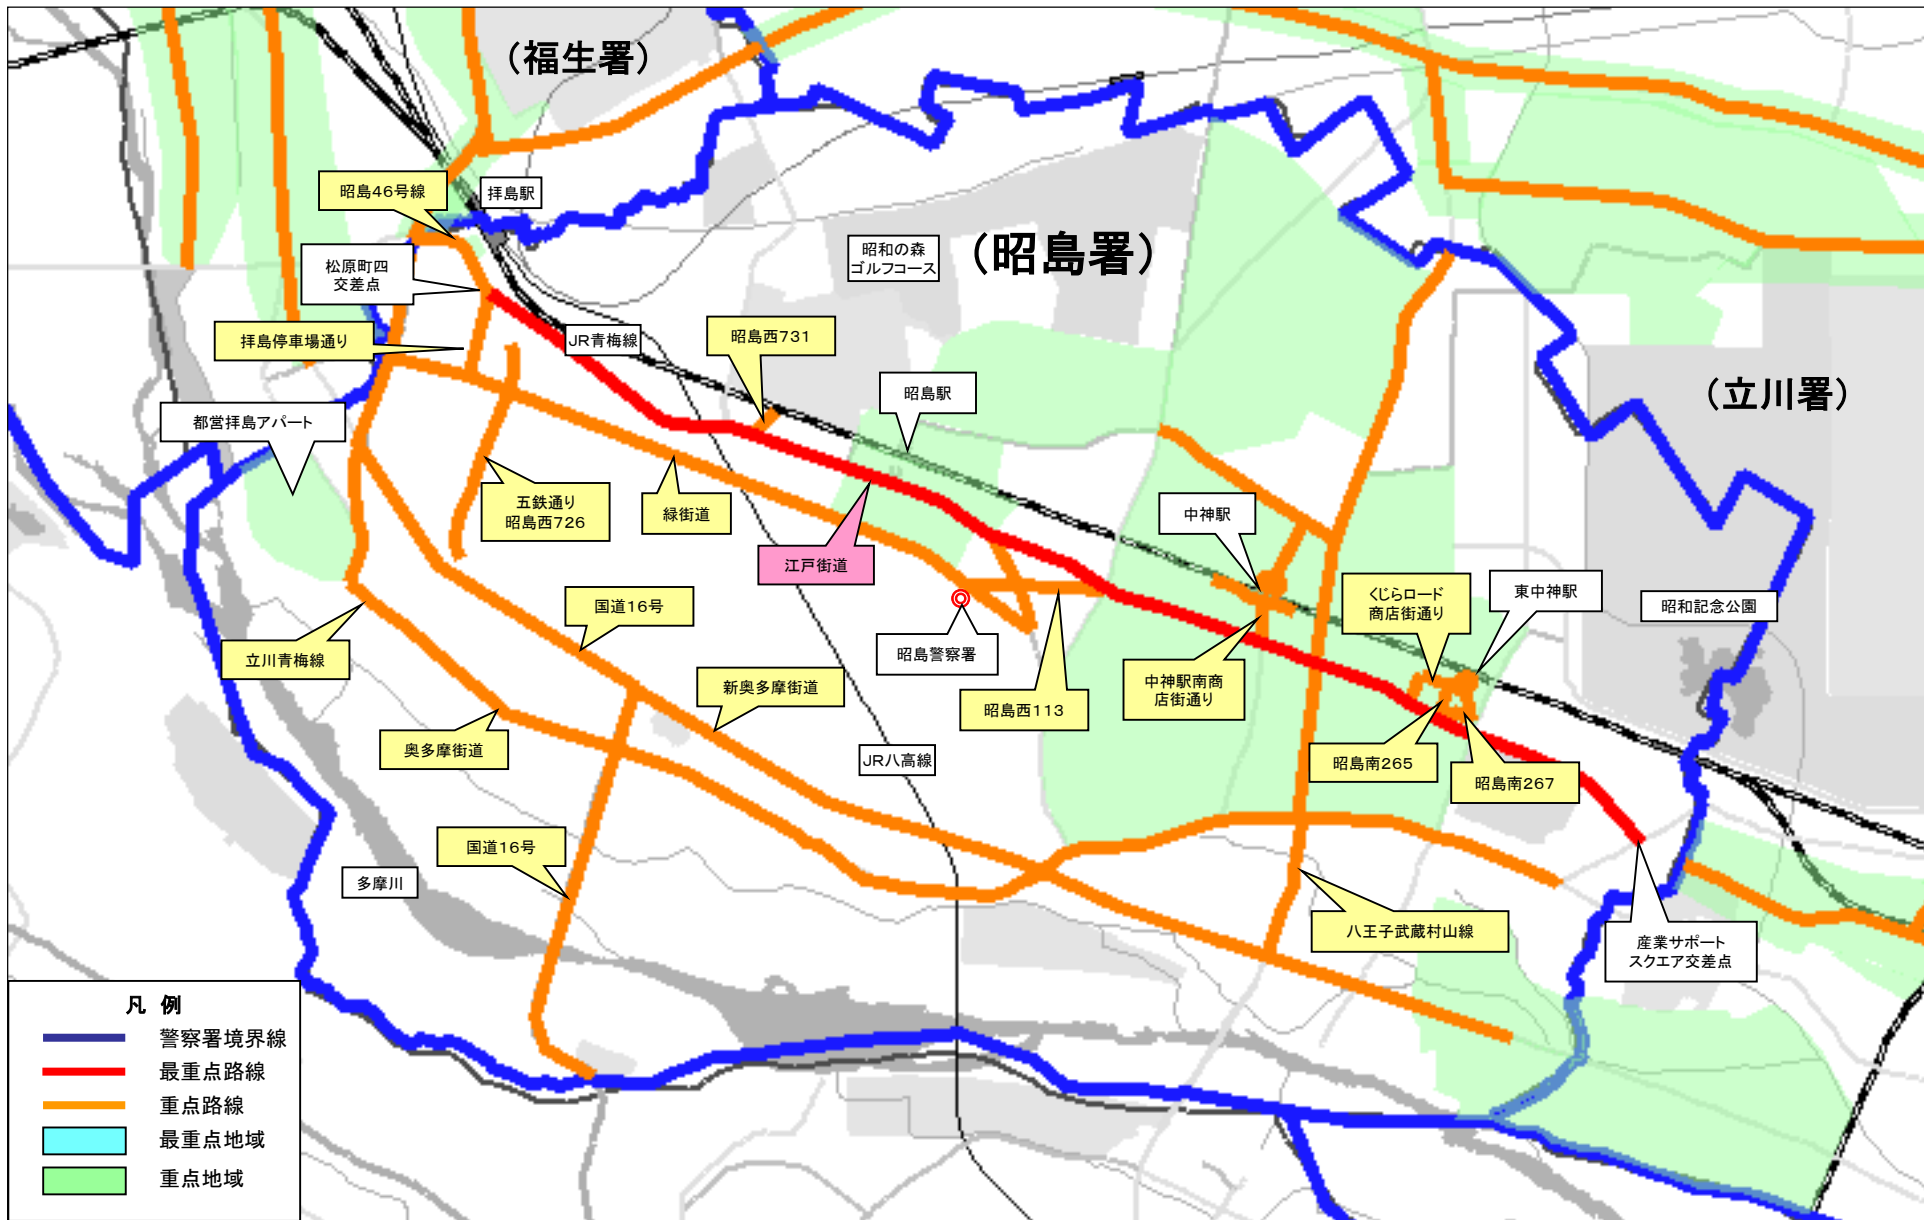 （福生署）
昭島４６号線
拝島駅
松原町四
交差点
昭和の森
ゴルフコース
（昭島署）
拝島停車場通り
ＪＲ青梅線
昭島西７３１
昭島駅
（立川署）
都営拝島アパート
五鉄通り
昭島西７２６
緑街道
中神駅
江戸街道
国道１６号
くじらロード
商店街通り
東中神駅
昭和記念公園
立川青梅線
昭島警察署
新奥多摩街道
昭島西１１３
中神駅南商
店街通り
奥多摩街道
ＪＲ八高線
昭島南２６５
昭島南２６７
国道１６号
多摩川
八王子武蔵村山線
産業サポート
スクエア交差点
凡 例
警察署境界線
最重点路線
重点路線
最重点地域
重点地域